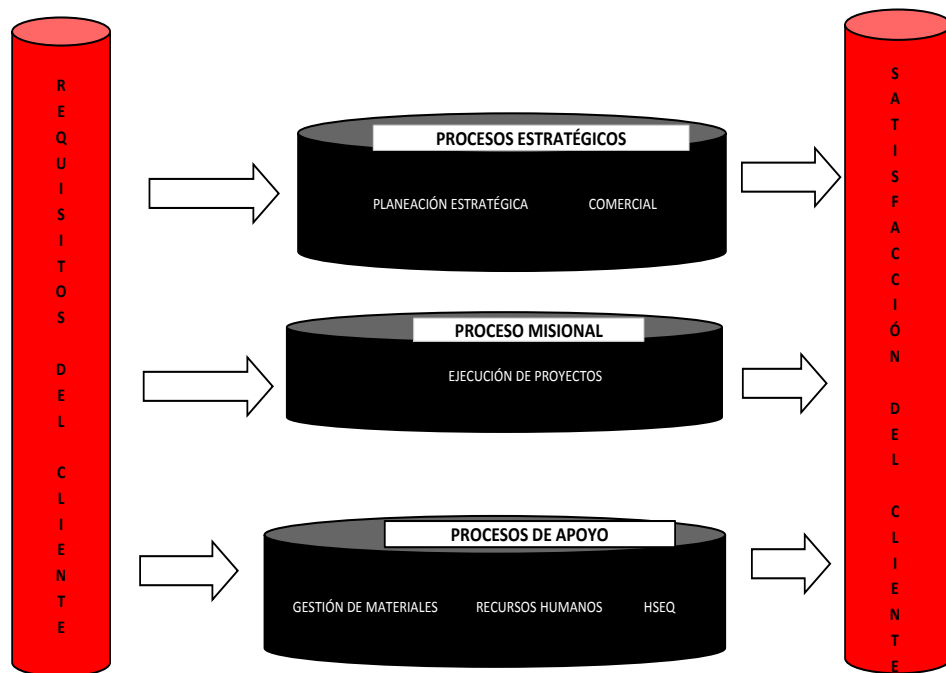 REQUISITOS DEL CLIENTE
PROCESOS ESTRATÉGICOS
PLANEACIÓN ESTRATÉGICA COMERCIAL
PROCESO MISIONAL
EJECUCIÓN DE PROYECTOS
PROCESOS DE APOYO
GESTIÓN DE MATERIALES RECURSOS HUMANOS HSEQ
SATISFACCIÓN DEL CLIENTE